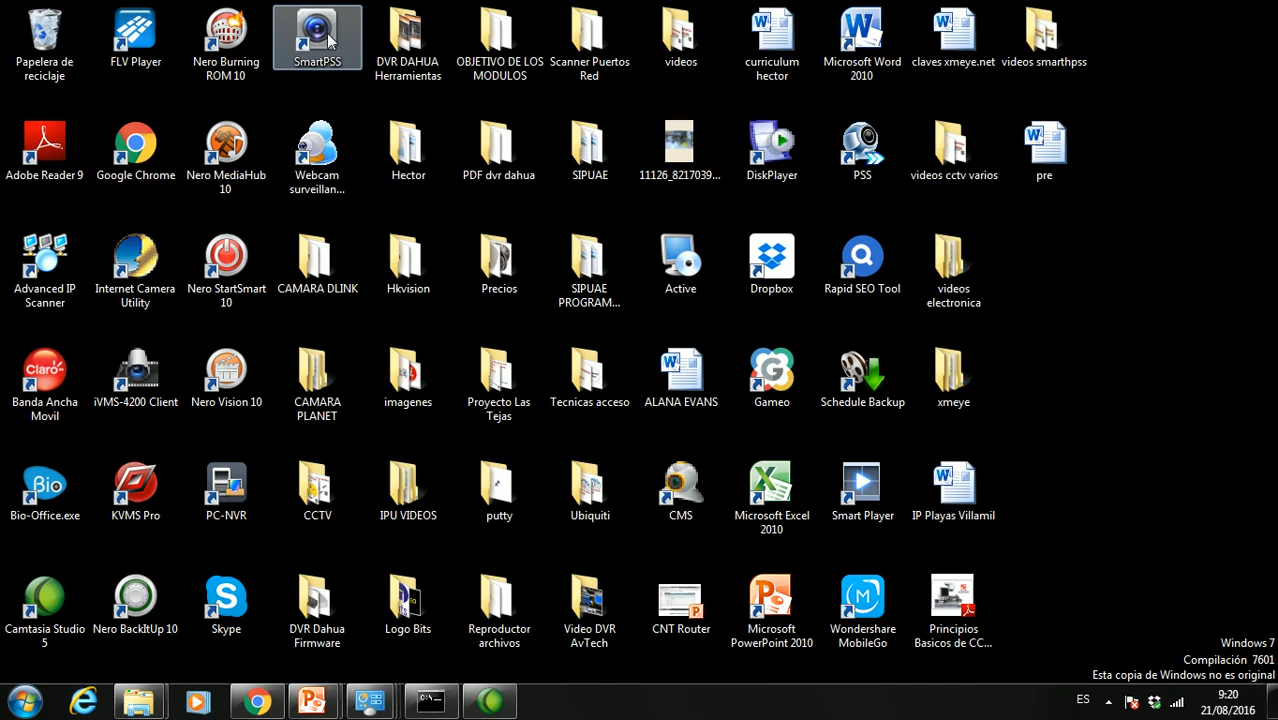 Papelera de reciclaje
FLV Player
Nero Burning ROM 10
SmartPSS
DVR DAHUA Herramientas
OBJETIVO DE LOS MODULOS
Scanner Puertos Red
videos
curriculum hector
Microsoft Word 2010
claves xmeye.net
videos smarthpss
Adobe Reader 9
Google Chrome
Nero MediaHub 10
Webcam surveillan...
Hector
PDF dvr dahua
SIPUAE
11126_8217039...
DiskPlayer
PSS
videos cctv varios
pre
Advanced IP Scanner
Internet Camera Utility
Nero StartSmart 10
CAMARA DLINK
Hkvision
Precios
SIPUAE PROGRAM...
Active
Dropbox
Rapid SEO Tool
videos electronica
Claro
Banda Ancha Movil
iVMS-4200 Client
Nero Vision 10
CAMARA PLANET
imagenes
Proyecto Las Tejas
Tecnicas acceso
ALANA EVANS
Gameo
Schedule Backup
xmeye
Bio
Bio-Office.exe
KVMS Pro
PC-NVR
CCTV
IPU VIDEOS
putty
Ubiquiti
CMS
Microsoft Excel 2010
Smart Player
IP Playas Villamil
Camtasia Studio 5
Nero BackItUp 10
Skype
DVR Dahua Firmware
Logo Bits
Reproductor archivos
Video DVR AvTech
CNT Router
Microsoft PowerPoint 2010
Wondershare MobileGo
Principios Basicos de CC...
Windows 7
Compilación 7601
Esta copia de Windows no es original
ES
9:20
21/08/2016